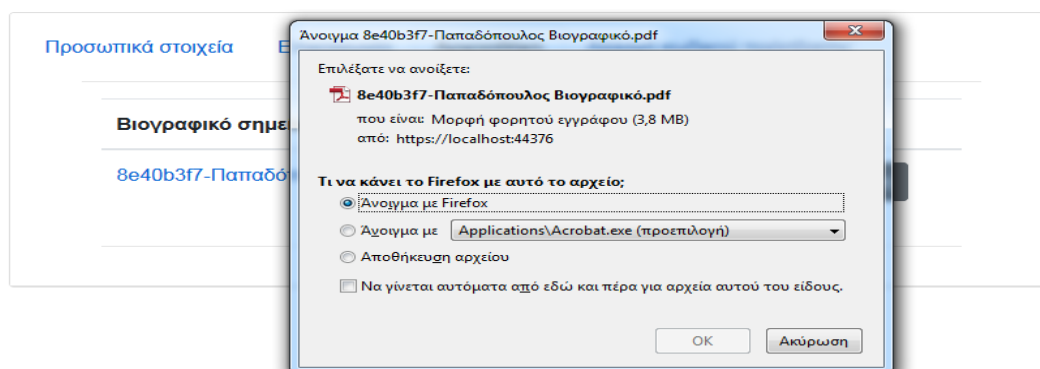 Άνοιγμα 8e40b3f7-Παπαδόπουλος Βιογραφικό.pdf
Προσωπικά στοιχεία
Επιλέξατε να ανοίξετε:
8e40b3f7-Παπαδόπουλος Βιογραφικό.pdf
που είναι: Μορφή φορητού εγγράφου (3,8 MB)
από: https://localhost:44376
Βιογραφικό σημει
8e40b3f7-Παπαδό
Τι να κάνει το Firefox με αυτό το αρχείο;
Άνοιγμα με Firefox
Άνοιγμα με Applications\Acrobat.exe (προεπιλογή)
Αποθήκευση αρχείου
Να γίνεται αυτόματα από εδώ και πέρα για αρχεία αυτού του είδους.
OK Ακύρωση